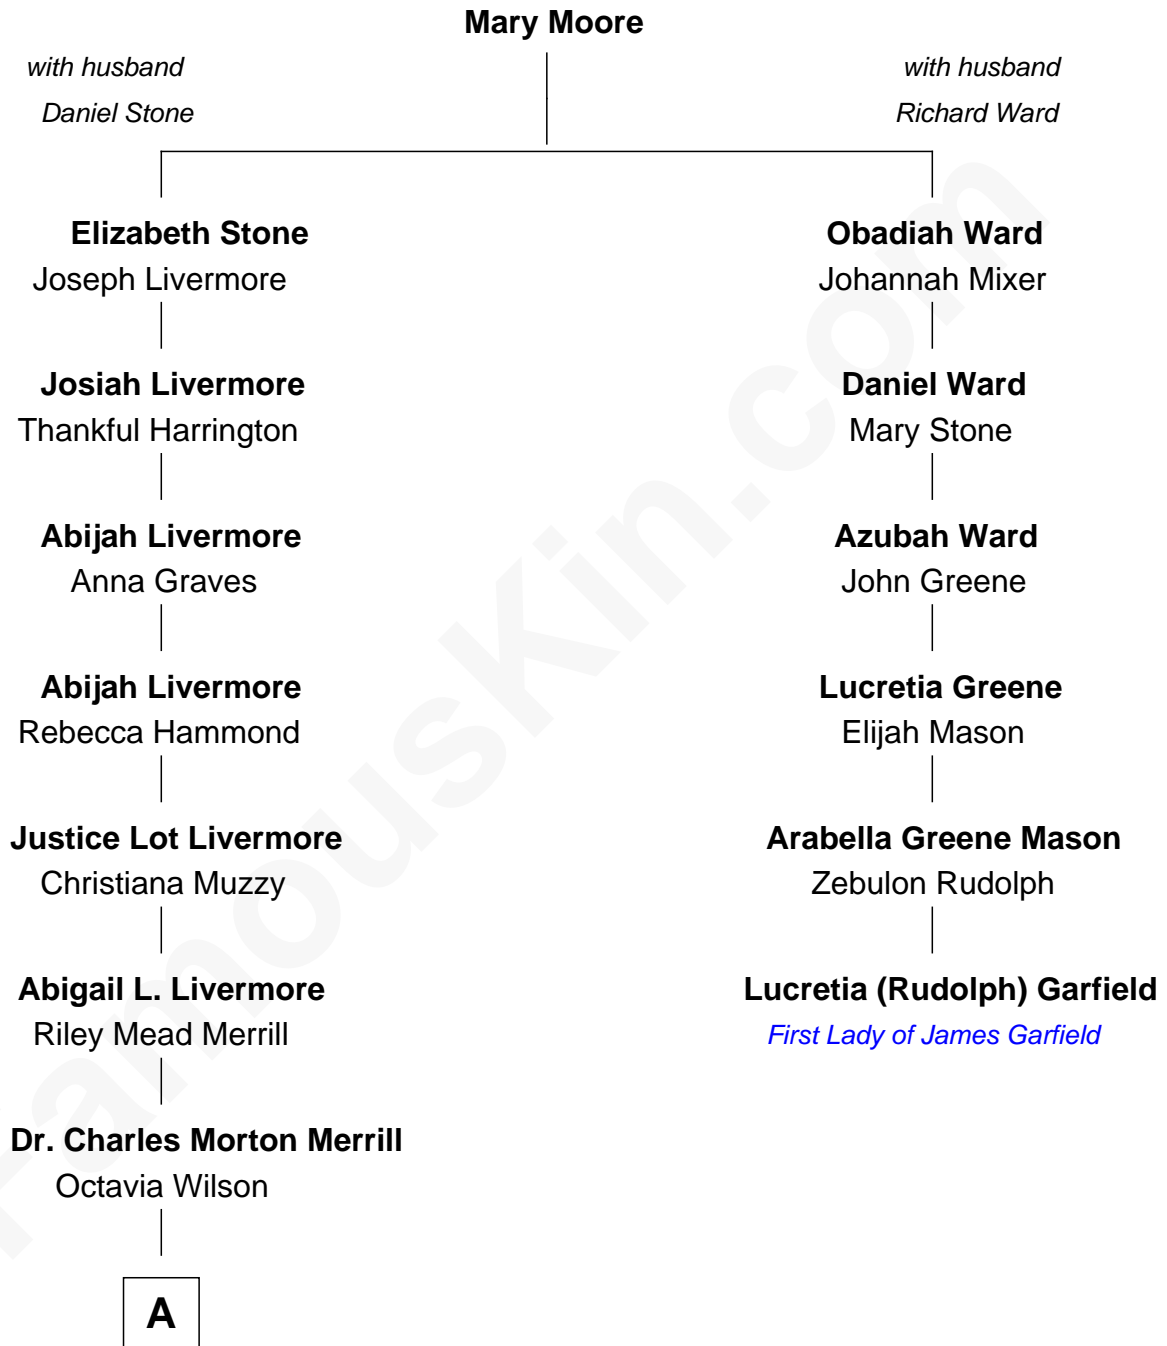 Mary Moore
with husband
Daniel Stone
with husband
Richard Ward
Elizabeth Stone
Joseph Livermore
Obadiah Ward
Johannah Mixer
Josiah Livermore
Thankful Harrington
Daniel Ward
Mary Stone
Abijah Livermore
Anna Graves
Azubah Ward
John Greene
Abijah Livermore
Rebecca Hammond
Lucretia Greene
Elijah Mason
Justice Lot Livermore
Christiana Muzzy
Arabella Greene Mason
Zebulon Rudolph
Abigail L. Livermore
Riley Mead Merrill
Lucretia (Rudolph) Garfield
First Lady of James Garfield
Dr. Charles Morton Merrill
Octavia Wilson
A
FamousKin.com